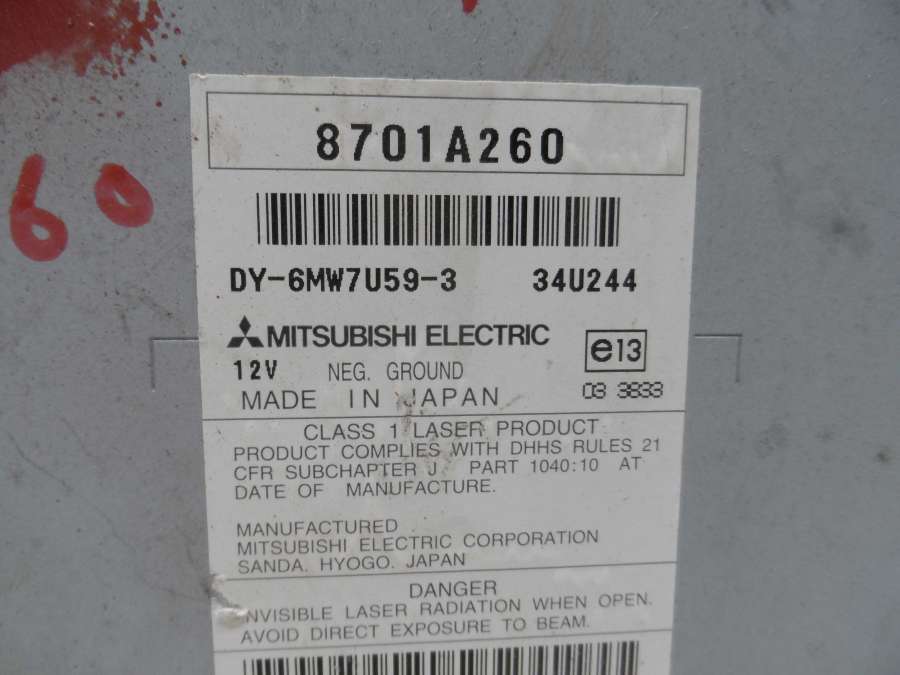 8701A260
60
DY-6MW7U59-3 34U244
MITSUBISHI ELECTRIC
e13
12V NEG. GROUND
03 3833
MADE IN JAPAN
CLASS 1 LASER PRODUCT
PRODUCT COMPLIES WITH DHHS RULES 21
CFR SUBCHAPTER J, PART 1040:10 AT
DATE OF MANUFACTURE.
MANUFACTURED
MITSUBISHI ELECTRIC CORPORATION
SANDA. HYOGO. JAPAN
DANGER
INVISIBLE LASER RADIATION WHEN OPEN.
AVOID DIRECT EXPOSURE TO BEAM.